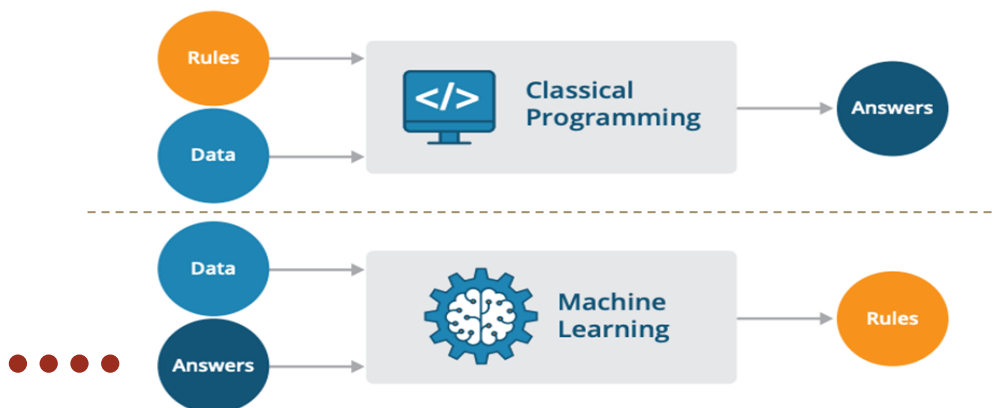 Rules
Data
</>
Classical
Programming
Answers
Data
Answers
Machine
Learning
Rules